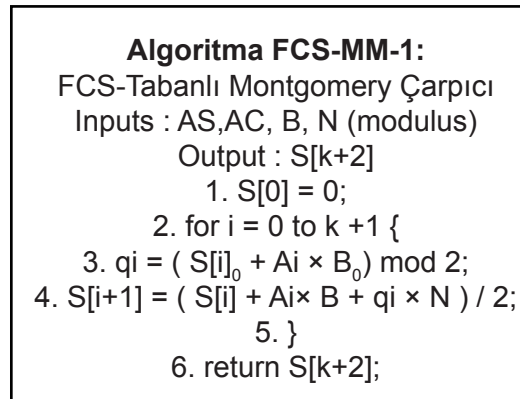 Algoritma FCS-MM-1:
FCS-Tabanlı Montgomery Çarpıcı
Inputs : AS,AC, B, N (modulus)
Output : S[k+2]
1. S[0] = 0;
2. for i = 0 to k +1 {
3. qi = ( S[i]₀ + Ai × B₀) mod 2;
4. S[i+1] = ( S[i] + Ai× B + qi × N ) / 2;
5. }
6. return S[k+2];